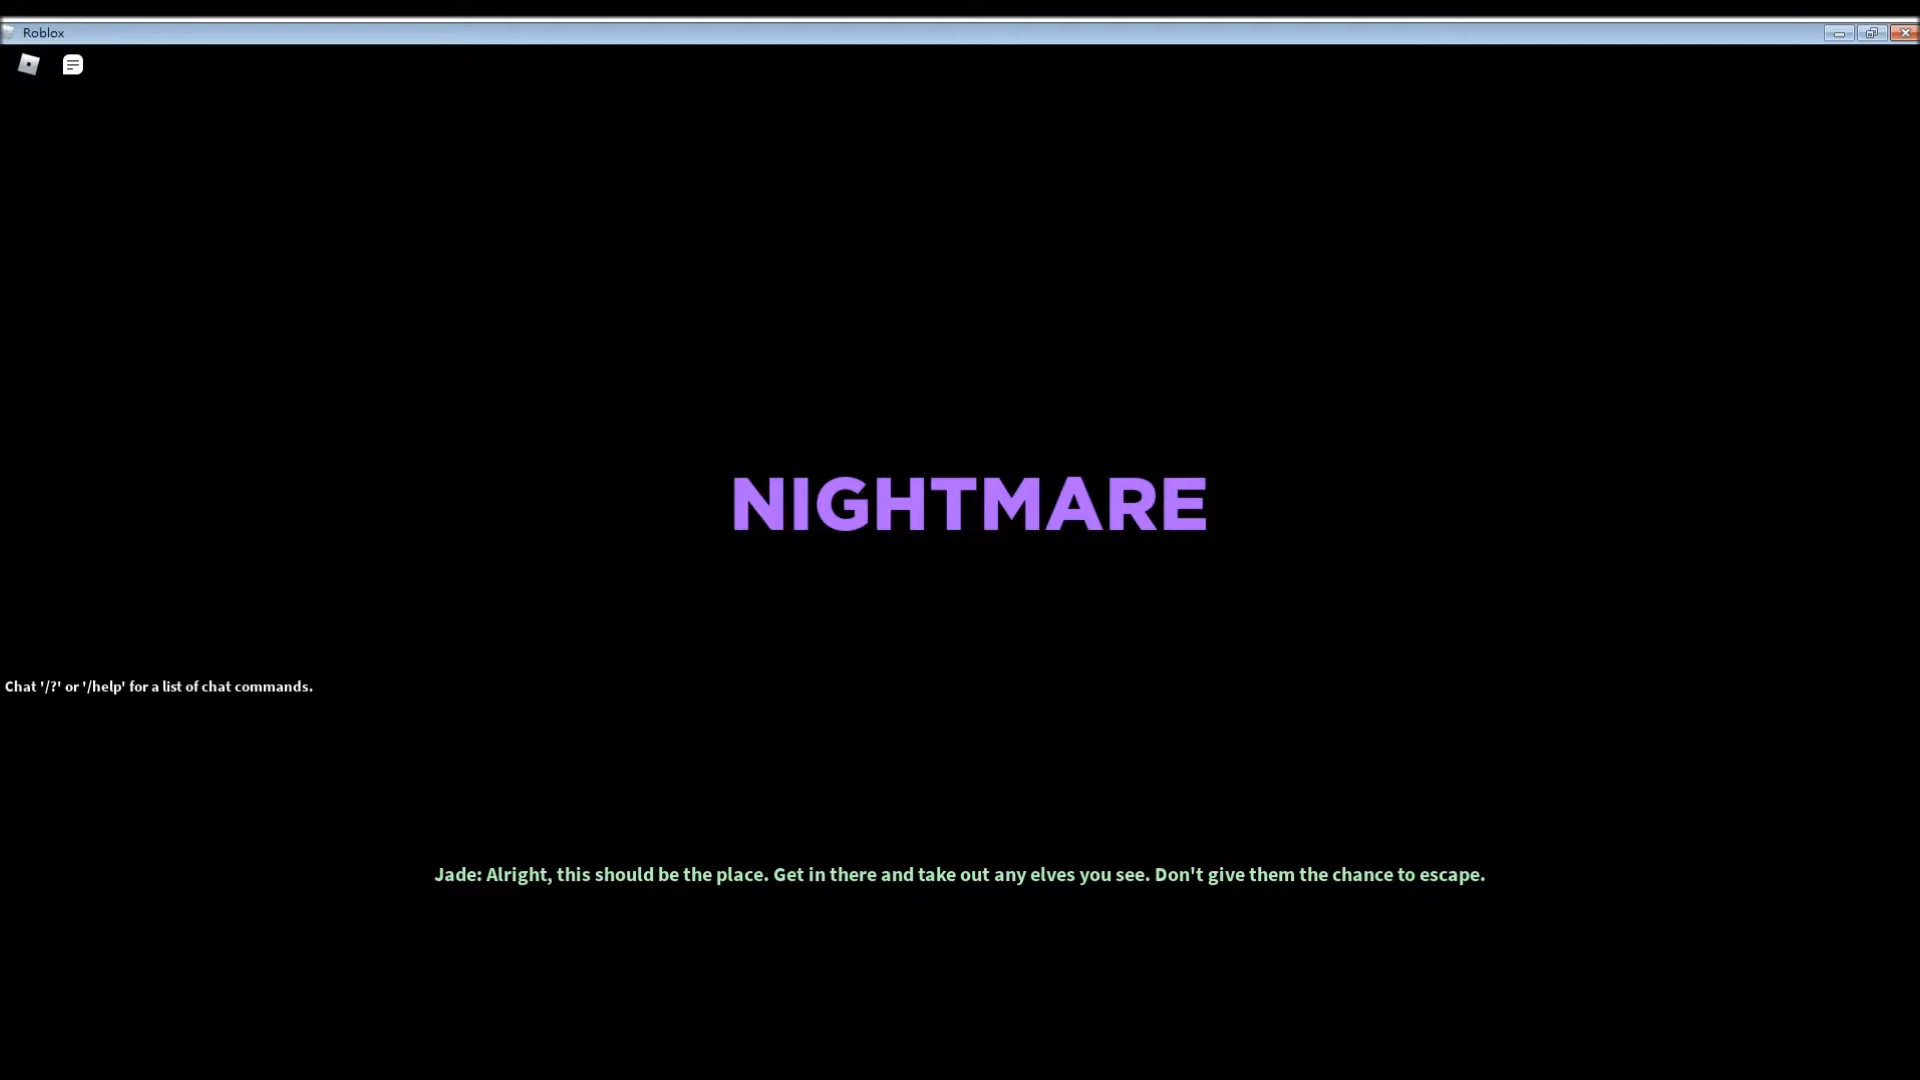 Roblox
NIGHTMARE
Chat '/?' or '/help' for a list of chat commands.
Jade: Alright, this should be the place. Get in there and take out any elves you see. Don't give them the chance to escape.